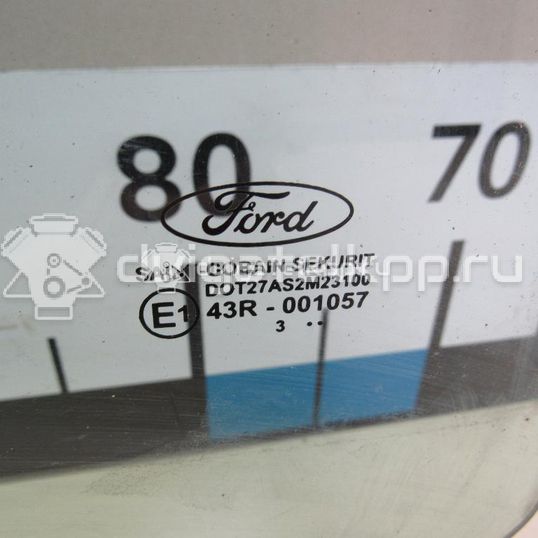 80 70
Ford
SAINT GOBAIN SEKURIT
DOT27AS2M23100
E1 43R - 001057
3 ..